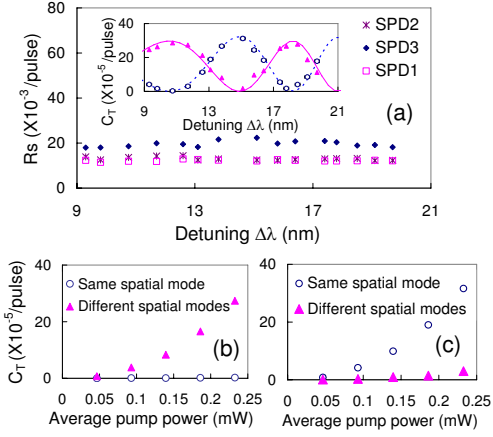 80
60
40
20
0
Rs (X10⁻³/pulse)
40
20
0
C_T (X10⁻⁵/pulse)
9 11 13 15 17 19 21
Detuning Δλ (nm)
SPD2
SPD3
SPD1
(a)
9 13 17 21
Detuning Δλ (nm)
40
20
0
C_T (X10⁻⁵/pulse)
Same spatial mode
Different spatial modes
(b)
0 0.05 0.1 0.15 0.2 0.25
Average pump power (mW)
40
20
0
Same spatial mode
Different spatial modes
(c)
0 0.05 0.1 0.15 0.2 0.25
Average pump power (mW)